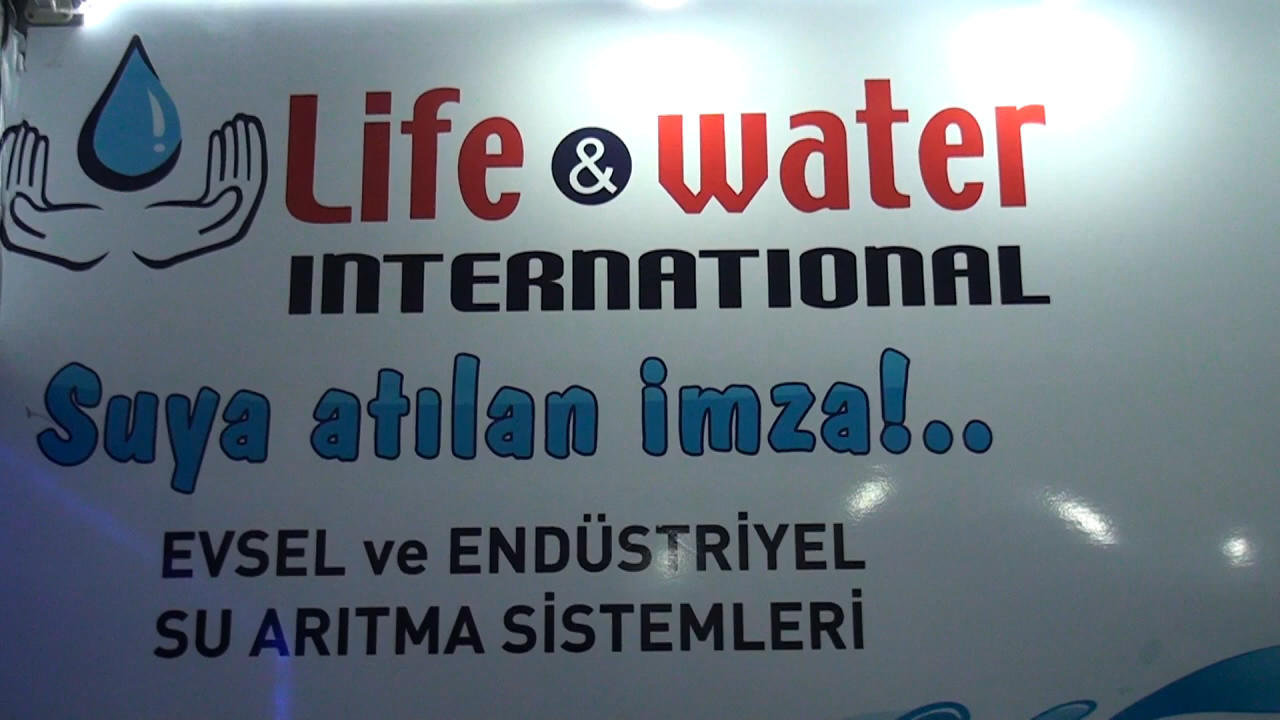 Life & water
INTERNATIONAL
Suya atılan imza!..
EVSEL ve ENDÜSTRİYEL
SU ARITMA SİSTEMLERİ